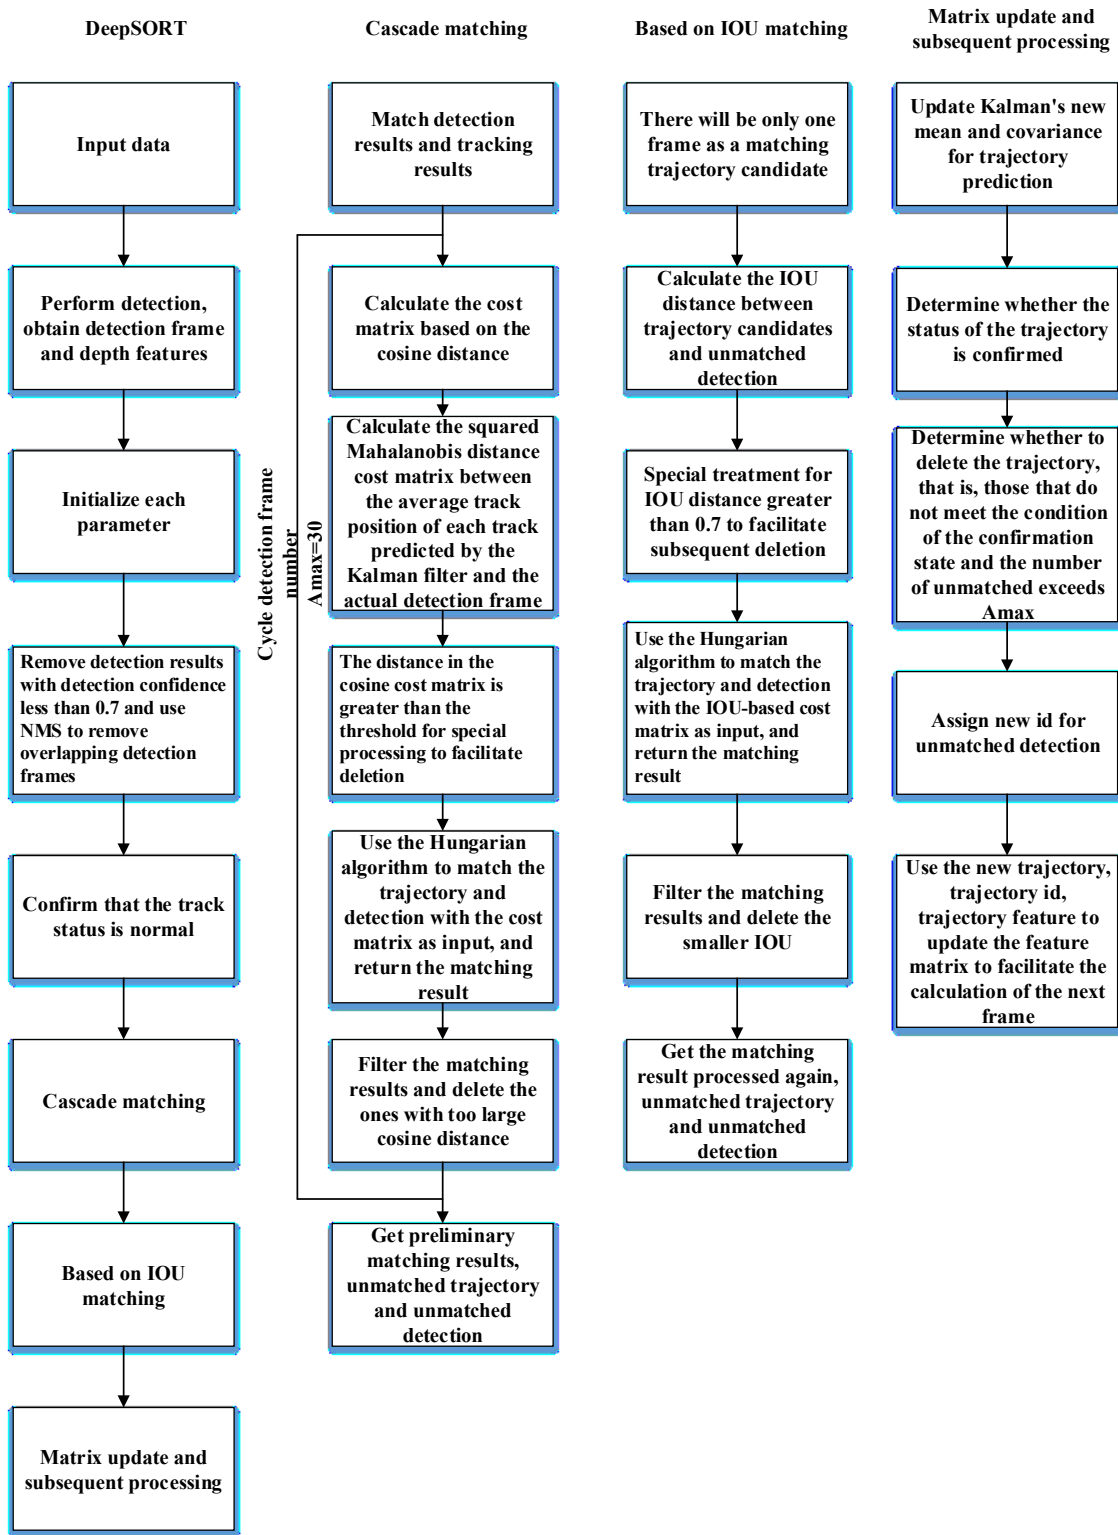 DeepSORT
Input data
Perform detection,
obtain detection frame
and depth features
Initialize each
parameter
Remove detection results
with detection confidence
less than 0.7 and use
NMS to remove
overlapping detection
frames
Confirm that the track
status is normal
Cascade matching
Based on IOU
matching
Matrix update and
subsequent processing
Cascade matching
Match detection
results and tracking
results
Cycle detection frame
number
Amax=30
Calculate the cost
matrix based on the
cosine distance
Calculate the squared
Mahalanobis distance
cost matrix between
the average track
position of each track
predicted by the
Kalman filter and the
actual detection frame
The distance in the
cosine cost matrix is
greater than the
threshold for special
processing to facilitate
deletion
Use the Hungarian
algorithm to match the
trajectory and
detection with the cost
matrix as input, and
return the matching
result
Filter the matching
results and delete the
ones with too large
cosine distance
Get preliminary
matching results,
unmatched trajectory
and unmatched
detection
Based on IOU matching
There will be only one
frame as a matching
trajectory candidate
Calculate the IOU
distance between
trajectory candidates
and unmatched
detection
Special treatment for
IOU distance greater
than 0.7 to facilitate
subsequent deletion
Use the Hungarian
algorithm to match the
trajectory and detection
with the IOU-based cost
matrix as input, and
return the matching
result
Filter the matching
results and delete the
smaller IOU
Get the matching
result processed again,
unmatched trajectory
and unmatched
detection
Matrix update and
subsequent processing
Update Kalman's new
mean and covariance
for trajectory
prediction
Determine whether the
status of the trajectory
is confirmed
Determine whether to
delete the trajectory,
that is, those that do
not meet the condition
of the confirmation
state and the number
of unmatched exceeds
Amax
Assign new id for
unmatched detection
Use the new trajectory,
trajectory id,
trajectory feature to
update the feature
matrix to facilitate the
calculation of the next
frame